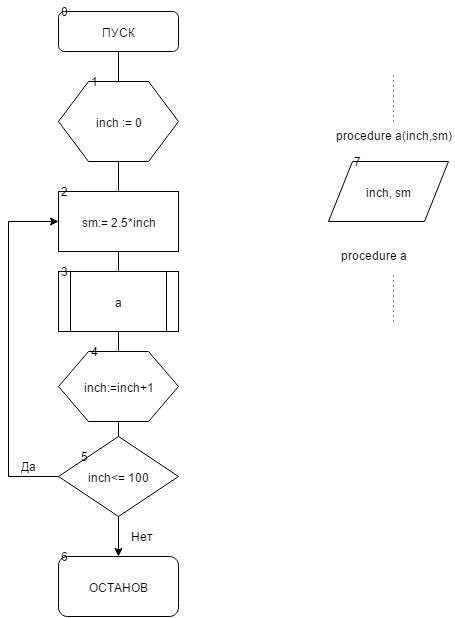 0
ПУСК
1
inch := 0
2
sm:= 2.5*inch
3
a
4
inch:=inch+1
5
inch<= 100
Да
Нет
6
ОСТАНОВ
procedure a(inch,sm)
7
inch, sm
procedure a